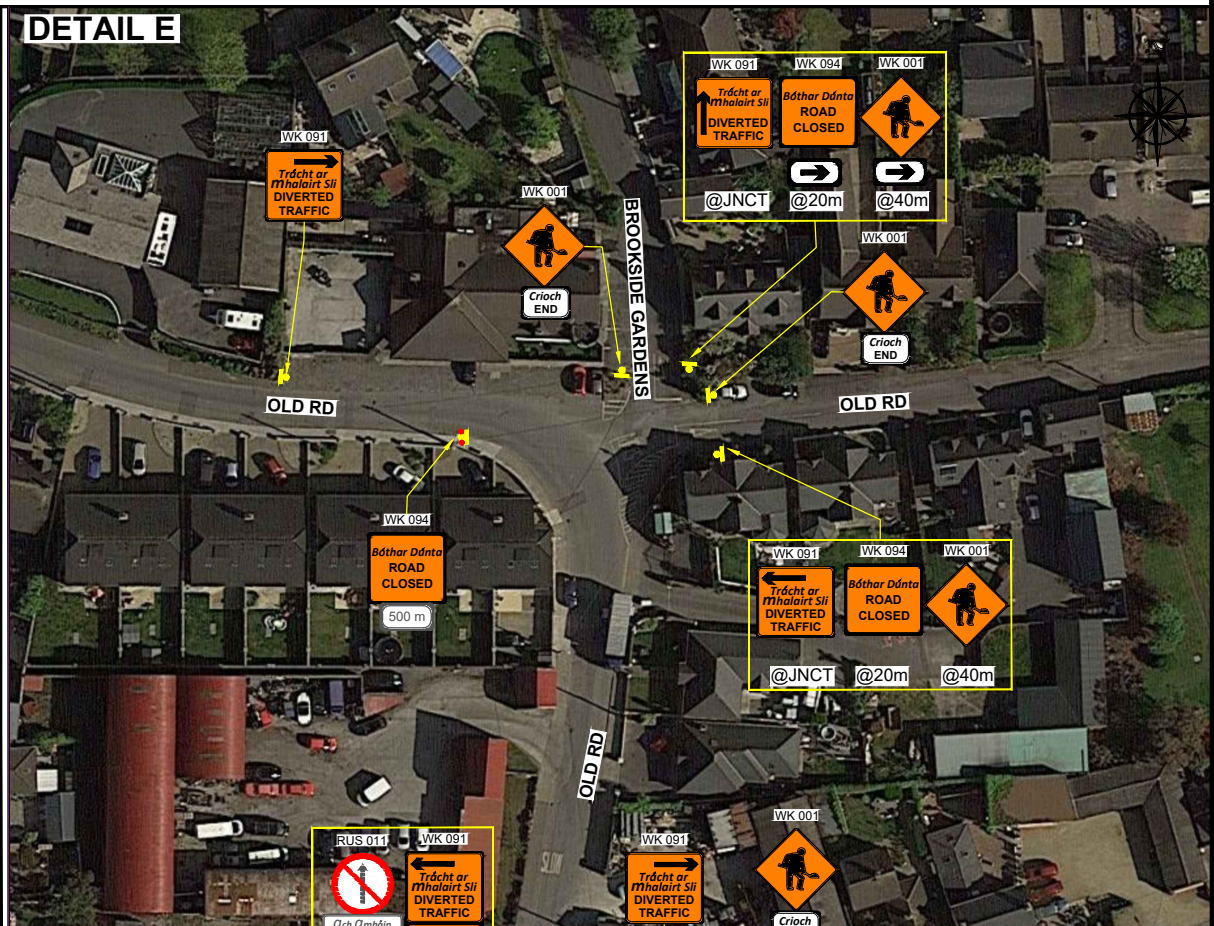 DETAIL E
WK 091
Trácht ar
mhalairt Slí
DIVERTED
TRAFFIC
WK 001
Críoch
END
BROOKSIDE GARDENS
WK 091
Trácht ar
mhalairt Slí
DIVERTED
TRAFFIC
@JNCT
WK 094
Bóthar Dúnta
ROAD
CLOSED
@20m
WK 001
@40m
WK 001
Críoch
END
OLD RD
OLD RD
WK 094
Bóthar Dúnta
ROAD
CLOSED
500 m
WK 091
Trácht ar
mhalairt Slí
DIVERTED
TRAFFIC
@JNCT
WK 094
Bóthar Dúnta
ROAD
CLOSED
@20m
WK 001
@40m
OLD RD
RUS 011
Ach Amháin
WK 091
Trácht ar
mhalairt Slí
DIVERTED
TRAFFIC
WK 091
Trácht ar
mhalairt Slí
DIVERTED
TRAFFIC
WK 001
Críoch